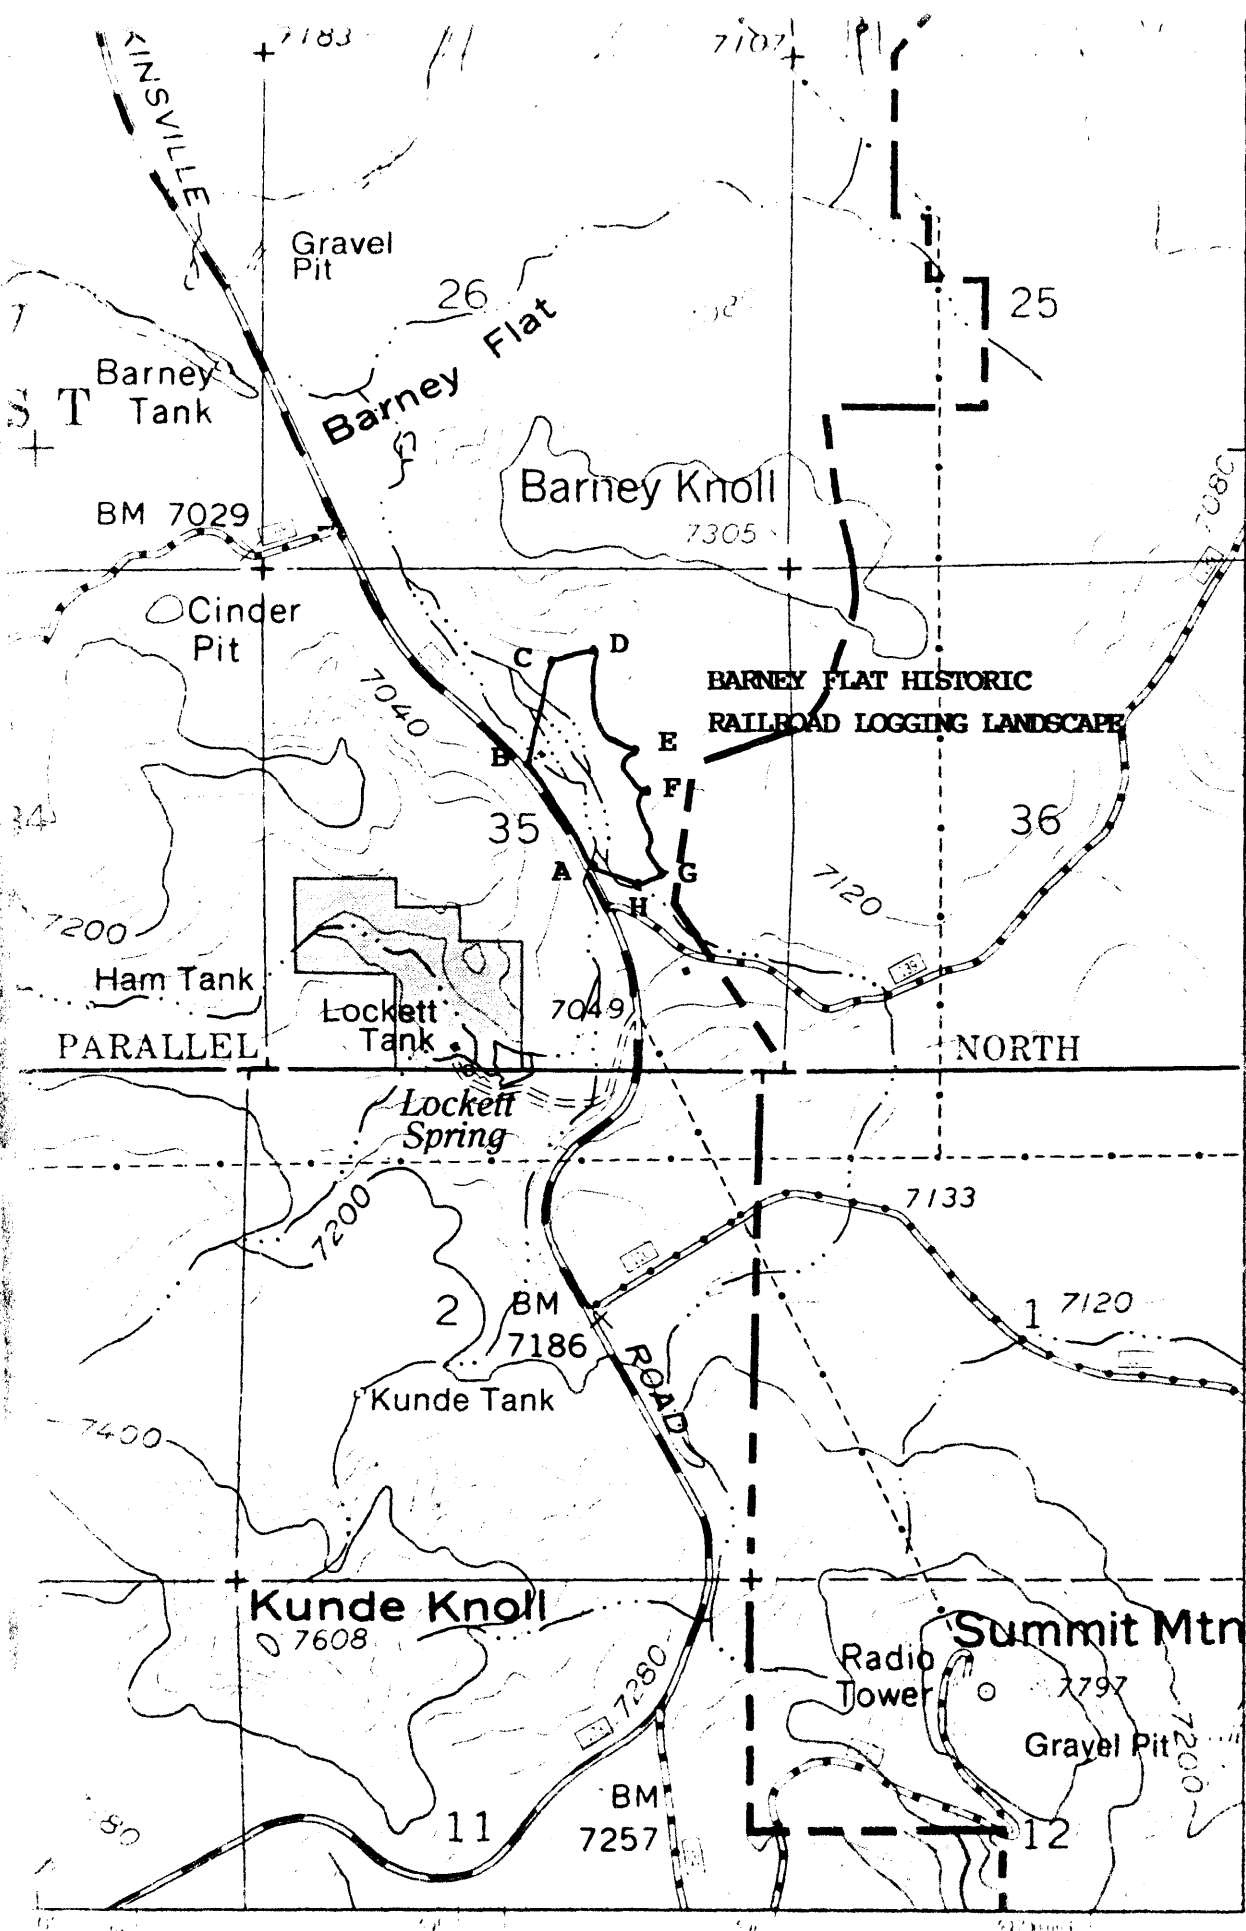 7183
7107
KINSVILLE
Gravel
Pit
26
25
Barney Flat
Barney
Tank
S T
Barney Knoll
7305
BM 7029
7080
Cinder
Pit
C
D
7040
BARNEY FLAT HISTORIC
RAILROAD LOGGING LANDSCAPE
B
E
F
34
35
36
A
G
H
7120
7200
Ham Tank
Lockett
Tank
7049
PARALLEL
NORTH
Lockett
Spring
7200
7133
2
BM
7186
1
7120
ROAD
Kunde Tank
7400
Kunde Knoll
7608
Summit Mtn
Radio
Tower
7797
7280
Gravel Pit
7200
BM
7257
80
11
12